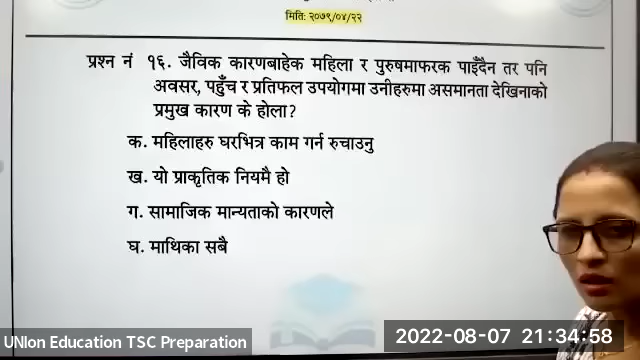 मिति: २०७९/०४/२२
प्रश्न नं १६. जैविक कारणबाहेक महिला र पुरुषमाफरक पाइँदैन तर पनि
अवसर, पहुँच र प्रतिफल उपयोगमा उनीहरुमा असमानता देखिनाको
प्रमुख कारण के होला?
क. महिलाहरु घरभित्र काम गर्न रुचाउनु
ख. यो प्राकृतिक नियमै हो
ग. सामाजिक मान्यताको कारणले
घ. माथिका सबै
UNIon Education TSC Preparation
2022-08-07 21:34:58